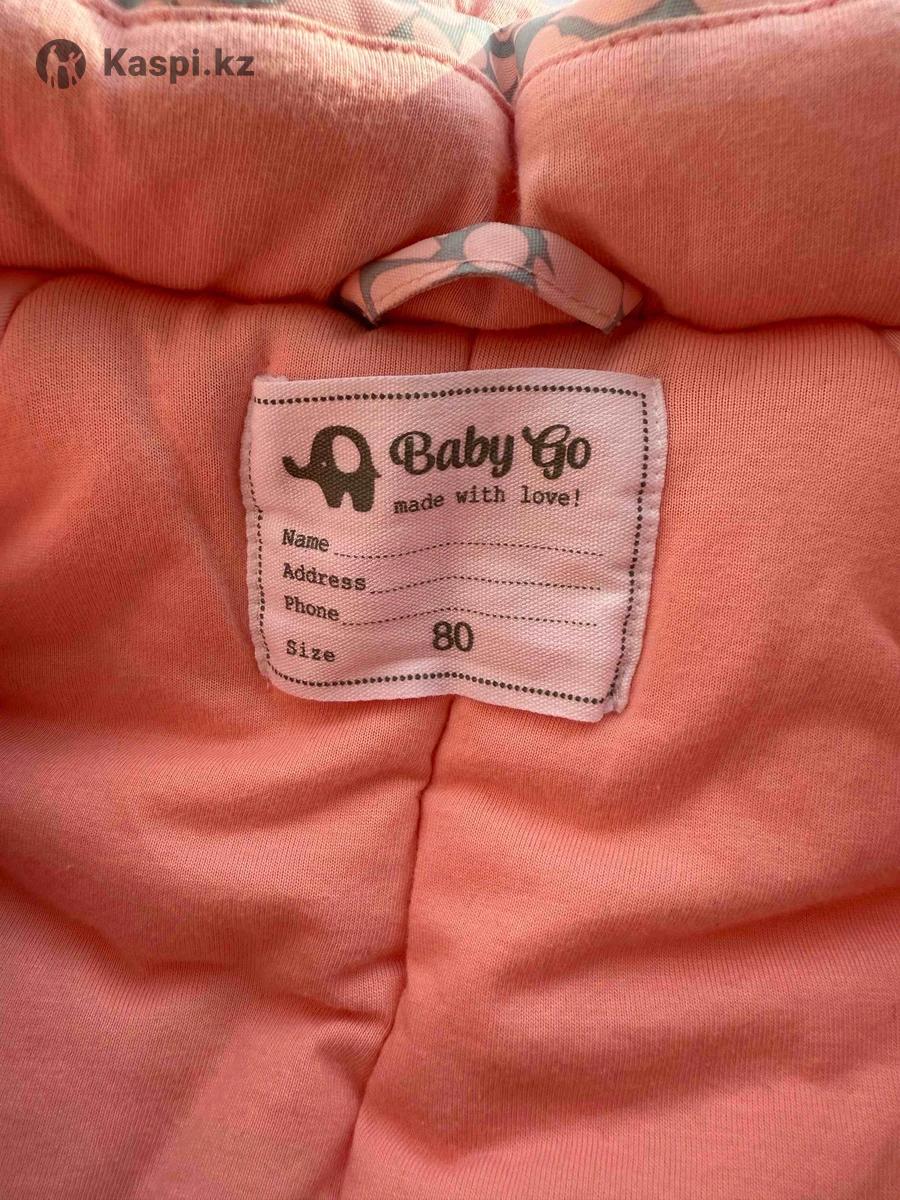 Kaspi.kz
Baby Go
made with love!
Name
Address
Phone
Size 80